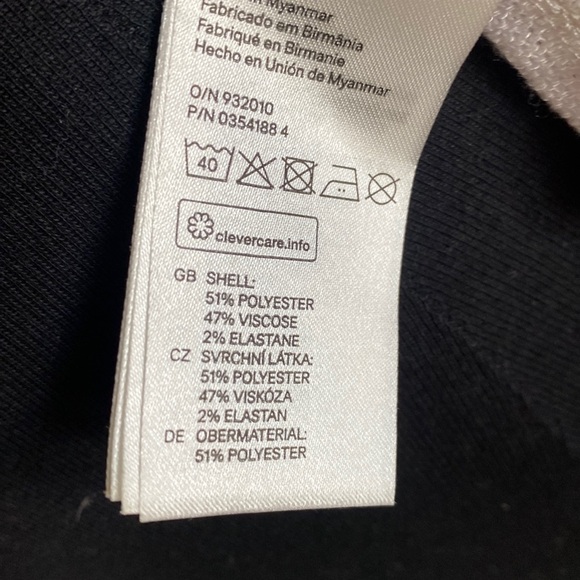 Myanmar
Fabricado em Birmânia
Fabriqué en Birmanie
Hecho en Unión de Myanmar
O/N 932010
P/N 0354188 4
40
clevercare.info
GB SHELL:
51% POLYESTER
47% VISCOSE
2% ELASTANE
CZ SVRCHNÍ LÁTKA:
51% POLYESTER
47% VISKÓZA
2% ELASTAN
DE OBERMATERIAL:
51% POLYESTER